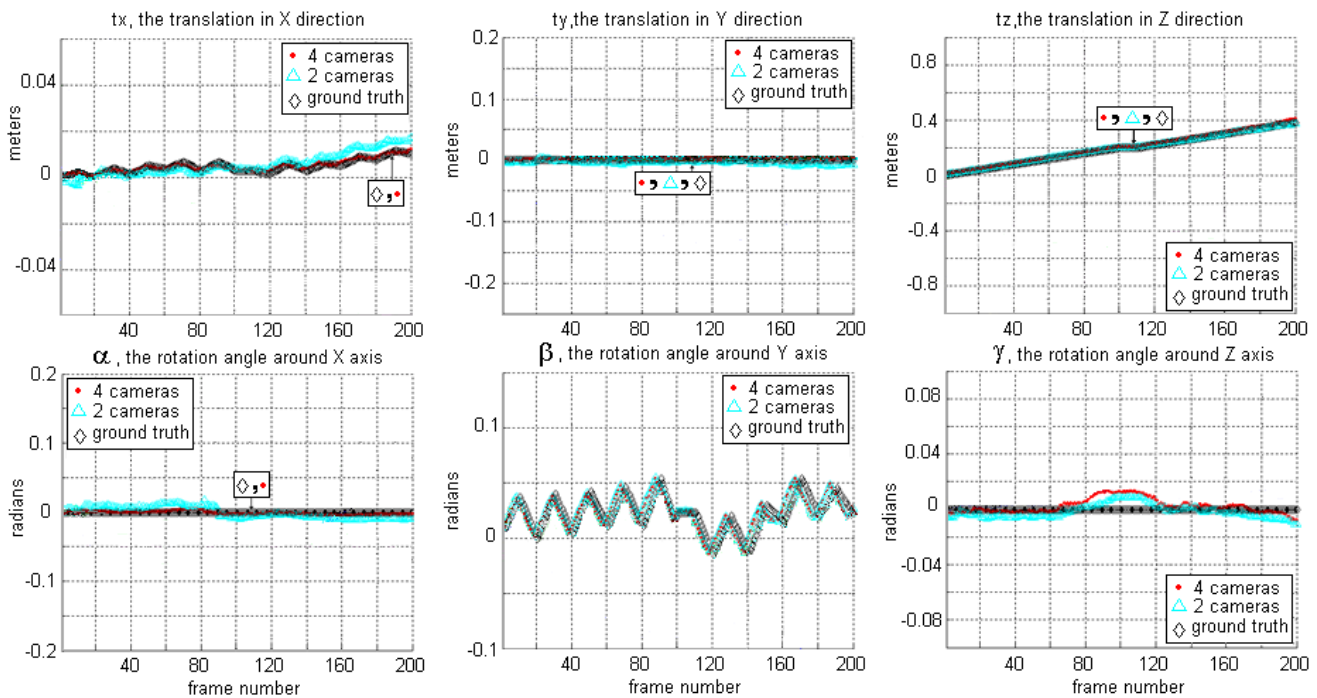 tx, the translation in X direction
0.04
0
-0.04
meters
4 cameras
2 cameras
ground truth
40 80 120 160 200
ty,the translation in Y direction
0.2
0.1
0
-0.1
-0.2
meters
4 cameras
2 cameras
ground truth
40 80 120 160 200
tz,the translation in Z direction
0.8
0.4
0
-0.4
-0.8
meters
4 cameras
2 cameras
ground truth
40 80 120 160 200
α , the rotation angle around X axis
0.2
0.1
0
-0.1
-0.2
radians
4 cameras
2 cameras
ground truth
40 80 120 160 200
frame number
β, the rotation angle around Y axis
0.1
0
-0.1
radians
4 cameras
2 cameras
ground truth
40 80 120 160 200
frame number
γ, the rotation angle around Z axis
0.08
0.04
0
-0.04
-0.08
radians
4 cameras
2 cameras
ground truth
40 80 120 160 200
frame number